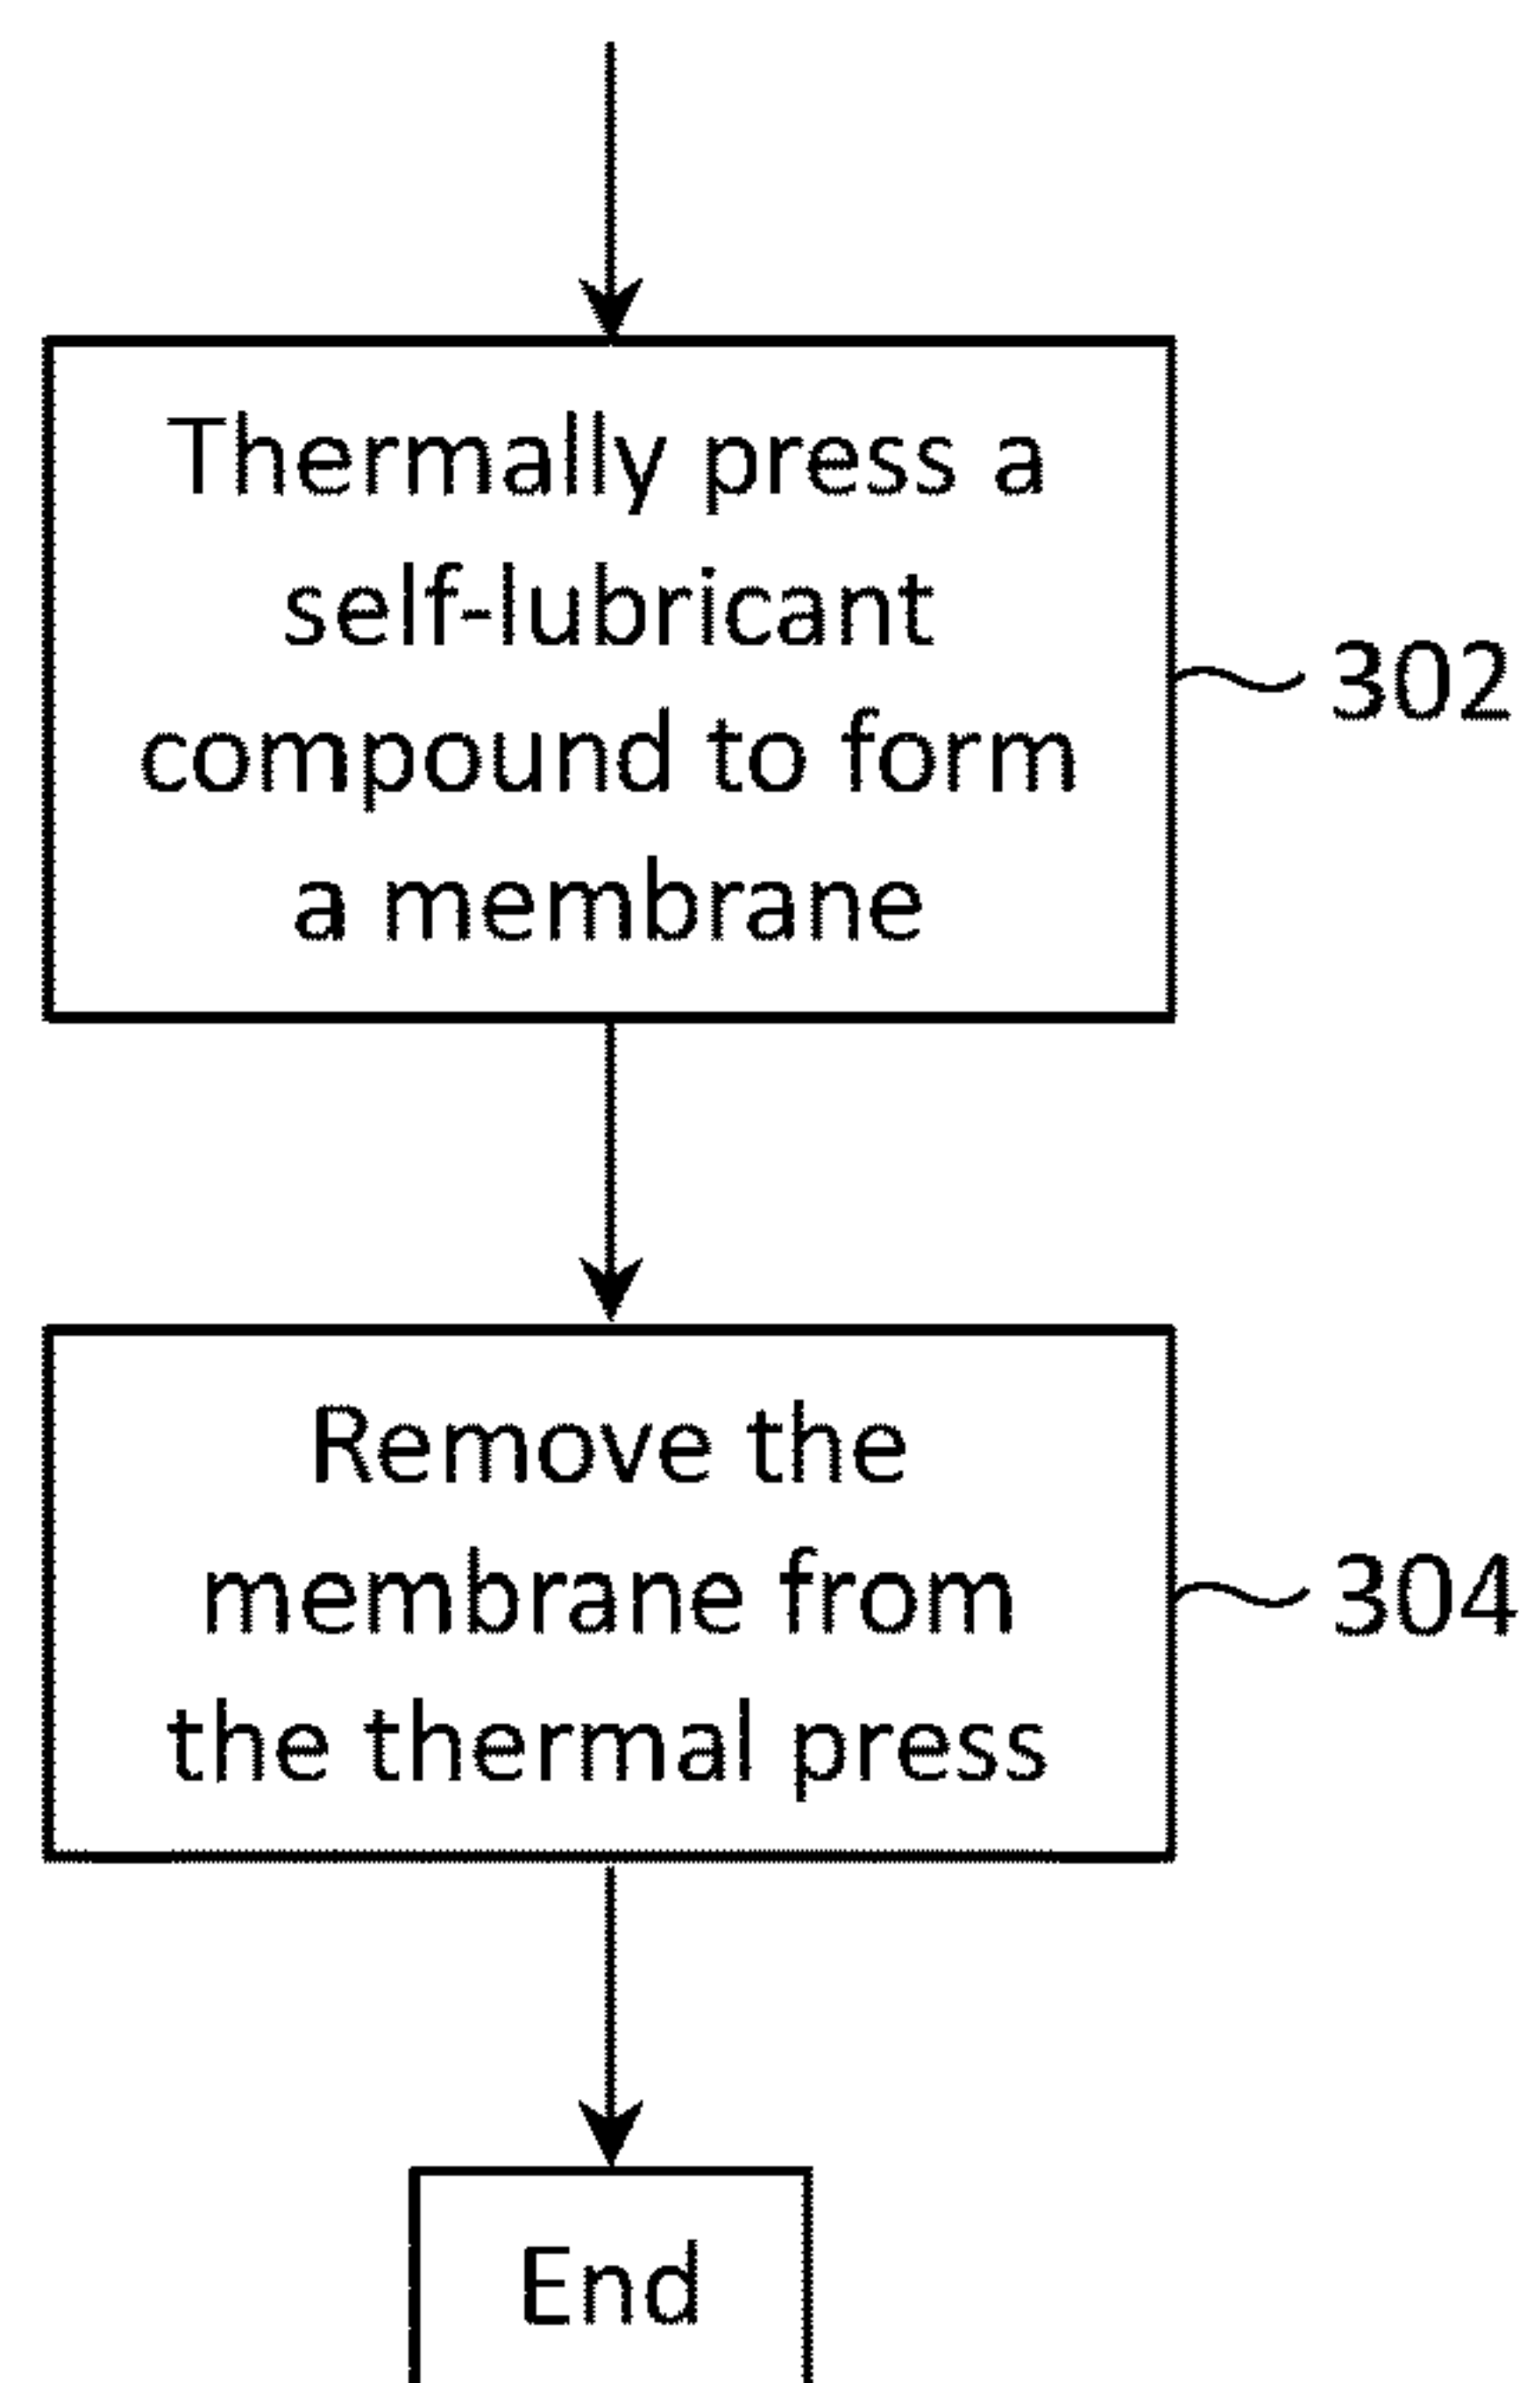 Thermally press a
self-lubricant
compound to form
a membrane
302
Remove the
membrane from
the thermal press
304
End